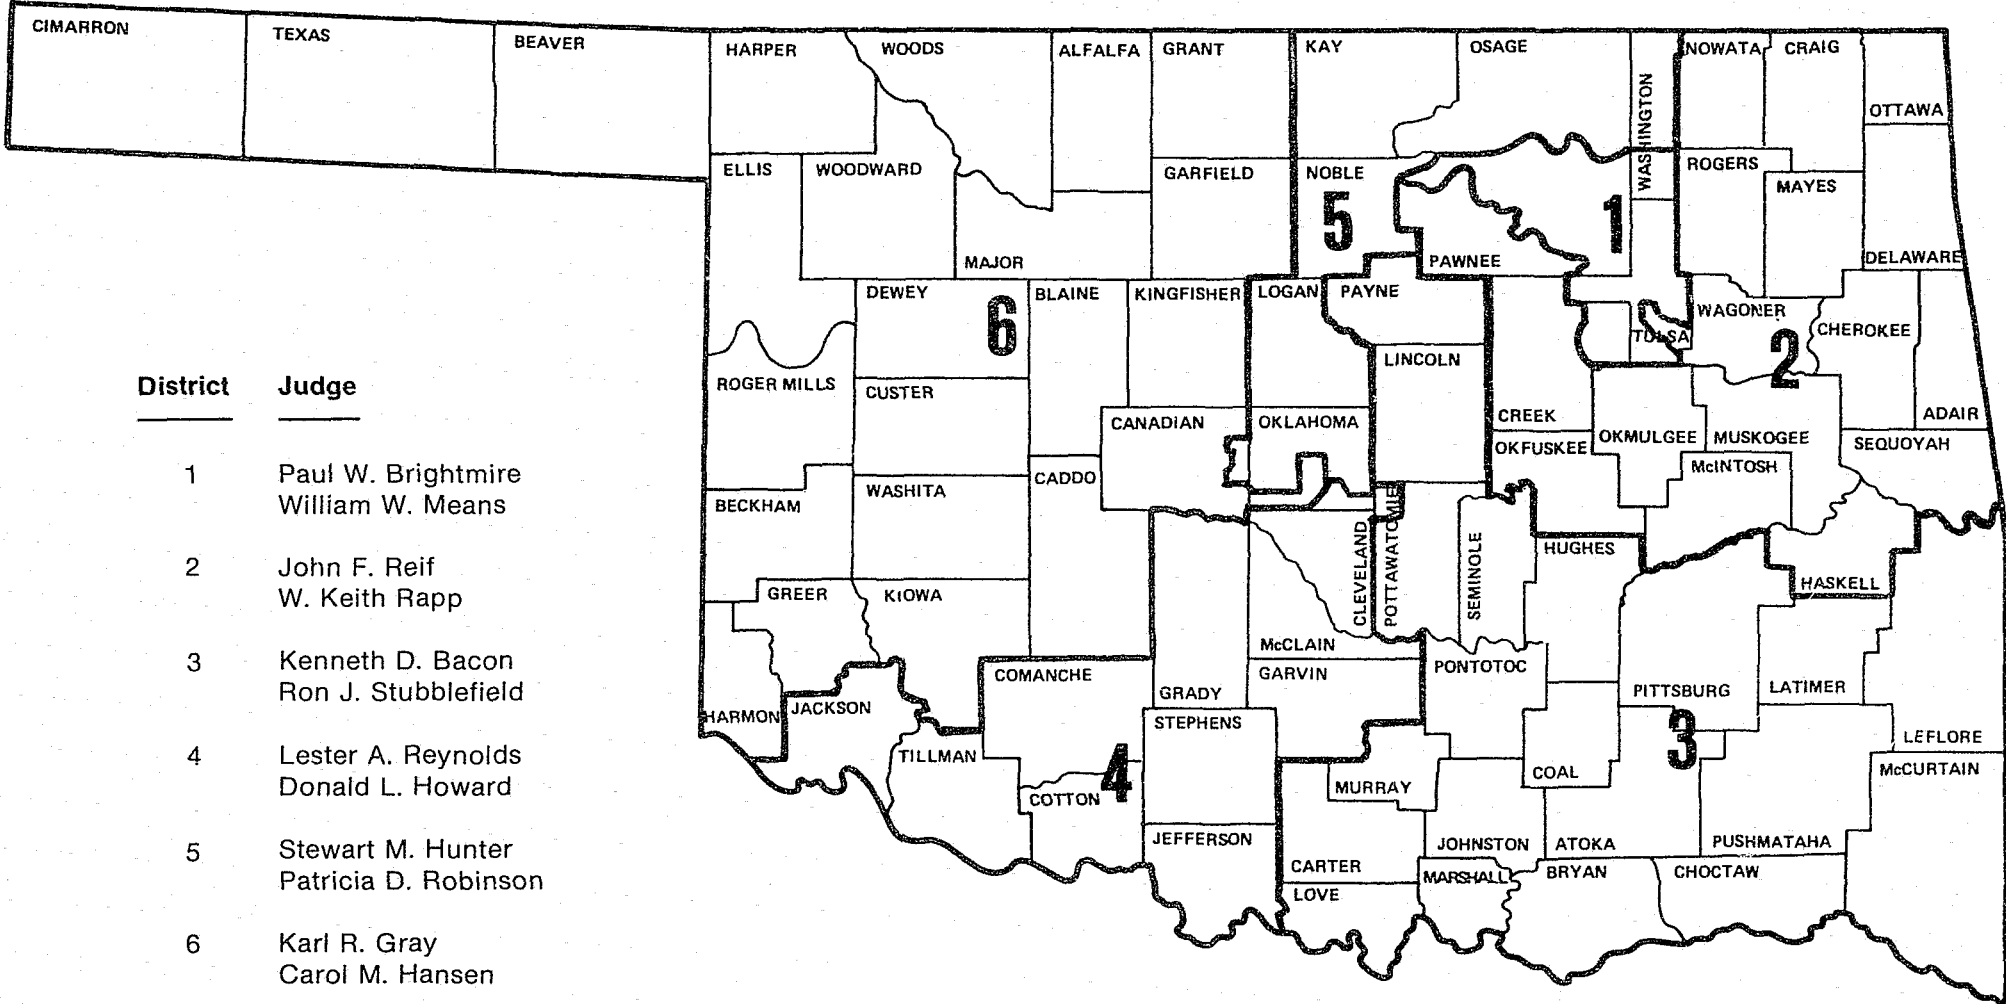 CIMARRON
TEXAS
BEAVER
HARPER
WOODS
ALFALFA
GRANT
KAY
OSAGE
WASHINGTON
NOWATA
CRAIG
OTTAWA
ELLIS
WOODWARD
GARFIELD
NOBLE
ROGERS
MAYES
5
1
MAJOR
PAWNEE
DELAWARE
DEWEY
BLAINE
KINGFISHER
LOGAN
PAYNE
6
WAGONER
CHEROKEE
TULSA
2
LINCOLN
ROGER MILLS
CUSTER
CANADIAN
OKLAHOMA
CREEK
ADAIR
OKMULGEE
MUSKOGEE
SEQUOYAH
OKFUSKEE
McINTOSH
CADDO
WASHITA
BECKHAM
CLEVELAND
POTTAWATOMIE
SEMINOLE
HUGHES
HASKELL
GREER
KIOWA
McCLAIN
GARVIN
PONTOTOC
COMANCHE
GRADY
PITTSBURG
LATIMER
HARMON
JACKSON
STEPHENS
3
LEFLORE
TILLMAN
4
COAL
McCURTAIN
COTTON
MURRAY
JEFFERSON
JOHNSTON
ATOKA
PUSHMATAHA
CARTER
MARSHALL
BRYAN
CHOCTAW
LOVE
District Judge
1 Paul W. Brightmire
William W. Means
2 John F. Reif
W. Keith Rapp
3 Kenneth D. Bacon
Ron J. Stubblefield
4 Lester A. Reynolds
Donald L. Howard
5 Stewart M. Hunter
Patricia D. Robinson
6 Karl R. Gray
Carol M. Hansen